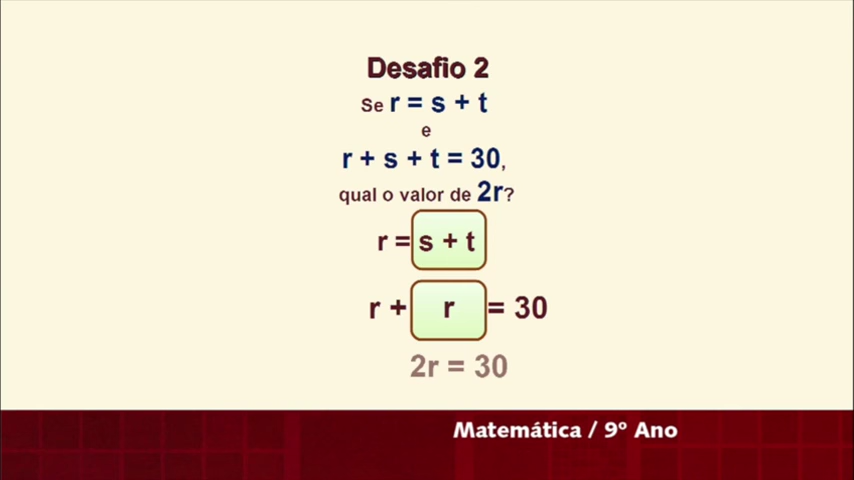 Desafio 2
Se r = s + t
e
r + s + t = 30,
qual o valor de 2r?
r = s + t
r + r = 30
2r = 30
Matemática / 9º Ano